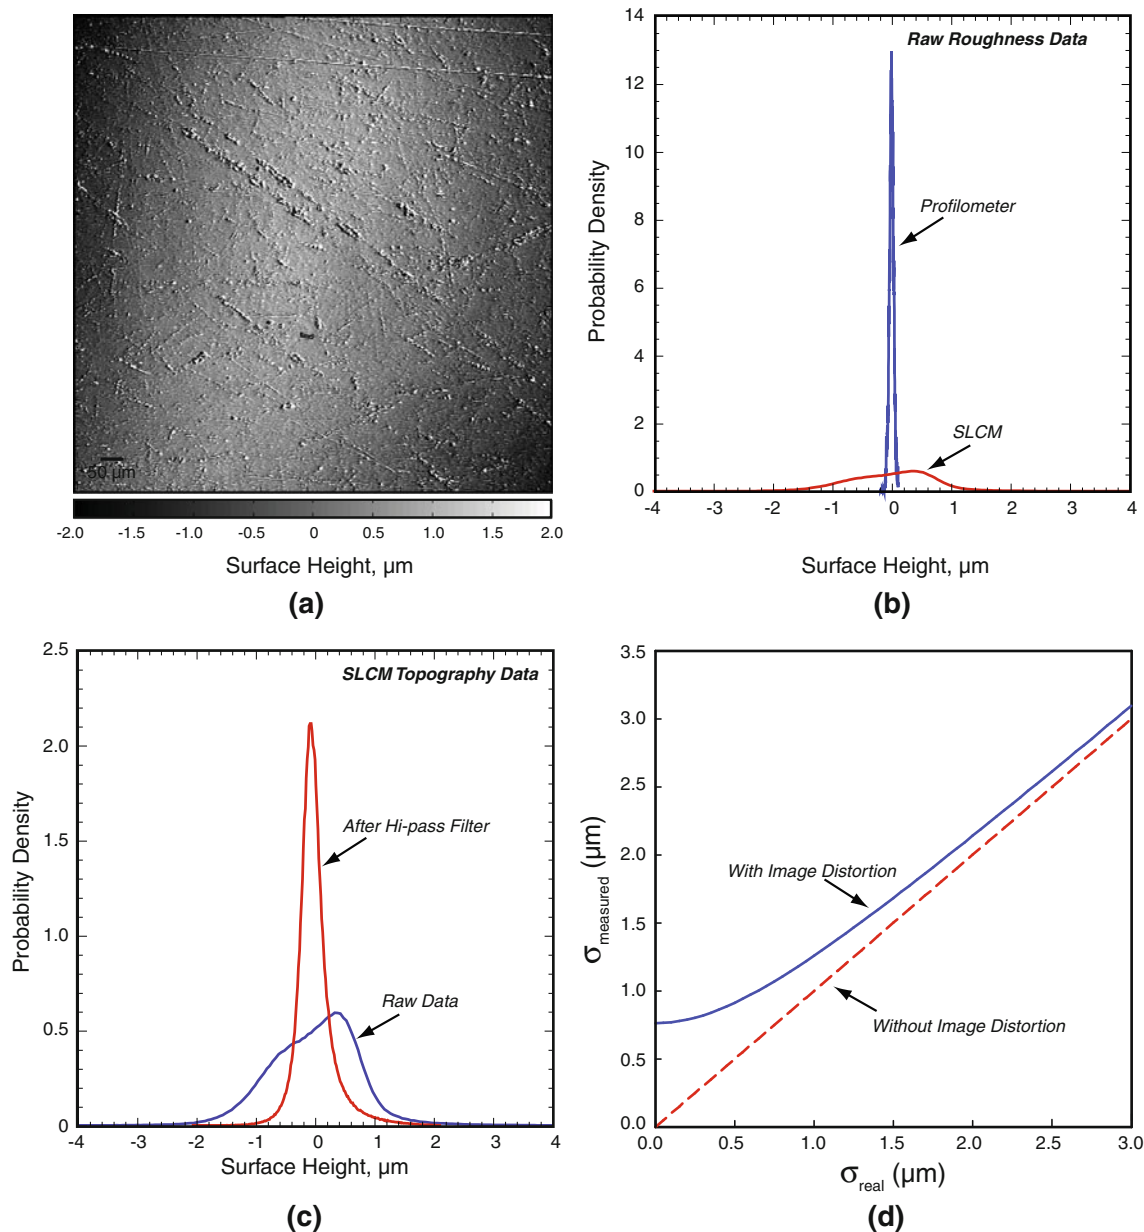 50 µm
-2.0 -1.5 -1.0 -0.5 0 0.5 1.0 1.5 2.0
Surface Height, µm
(a)
14
12
10
8
6
4
2
0
Probability Density
Raw Roughness Data
Profilometer
SLCM
-4 -3 -2 -1 0 1 2 3 4
Surface Height, µm
(b)
2.5
2.0
1.5
1.0
0.5
0
Probability Density
SLCM Topography Data
After Hi-pass Filter
Raw Data
-4 -3 -2 -1 0 1 2 3 4
Surface Height, µm
(c)
3.5
3.0
2.5
2.0
1.5
1.0
0.5
0.0
σmeasured (µm)
With Image Distortion
Without Image Distortion
0.0 0.5 1.0 1.5 2.0 2.5 3.0
σreal (µm)
(d)